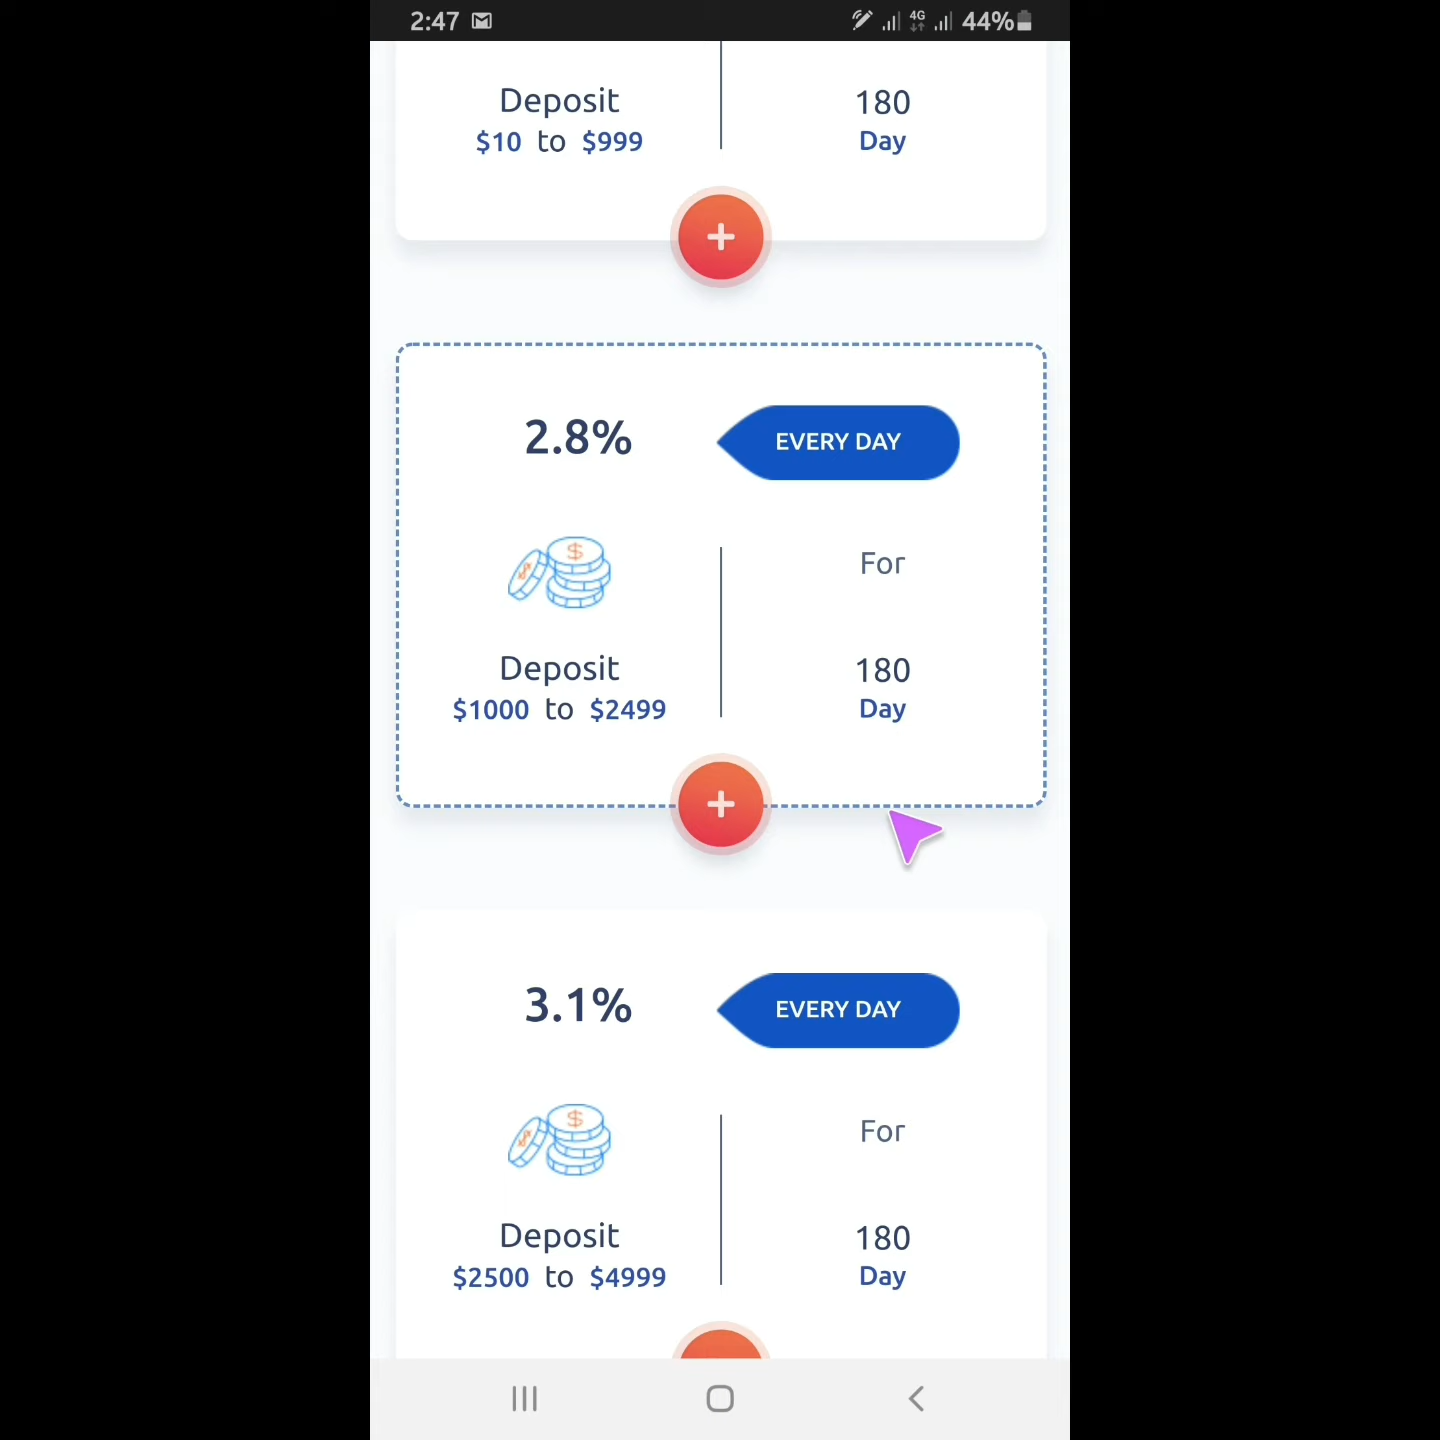 2:47 4G 44%
Deposit
$10 to $999
180
Day
2.8%
EVERY DAY
For
Deposit
$1000 to $2499
180
Day
3.1%
EVERY DAY
For
Deposit
$2500 to $4999
180
Day